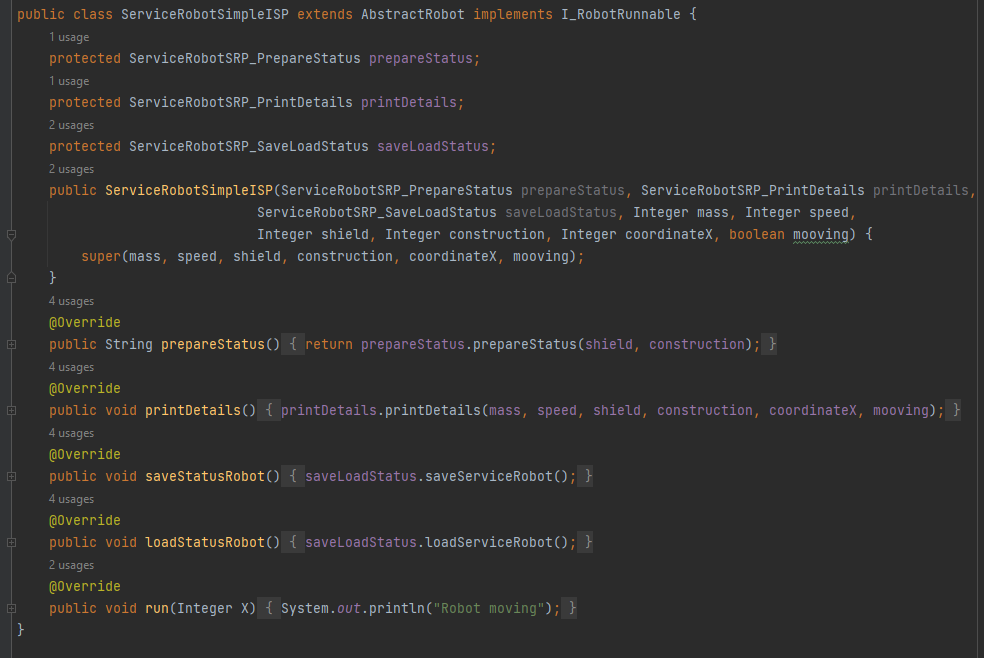 public class ServiceRobotSimpleISP extends AbstractRobot implements I_RobotRunnable {
1 usage
protected ServiceRobotSRP_PrepareStatus prepareStatus;
1 usage
protected ServiceRobotSRP_PrintDetails printDetails;
2 usages
protected ServiceRobotSRP_SaveLoadStatus saveLoadStatus;
2 usages
public ServiceRobotSimpleISP(ServiceRobotSRP_PrepareStatus prepareStatus, ServiceRobotSRP_PrintDetails printDetails,
ServiceRobotSRP_SaveLoadStatus saveLoadStatus, Integer mass, Integer speed,
Integer shield, Integer construction, Integer coordinateX, boolean mooving) {
super(mass, speed, shield, construction, coordinateX, mooving);
}
4 usages
@Override
public String prepareStatus() { return prepareStatus.prepareStatus(shield, construction); }
4 usages
@Override
public void printDetails() { printDetails.printDetails(mass, speed, shield, construction, coordinateX, mooving); }
4 usages
@Override
public void saveStatusRobot() { saveLoadStatus.saveServiceRobot(); }
4 usages
@Override
public void loadStatusRobot() { saveLoadStatus.loadServiceRobot(); }
2 usages
@Override
public void run(Integer X) { System.out.println("Robot moving"); }
}